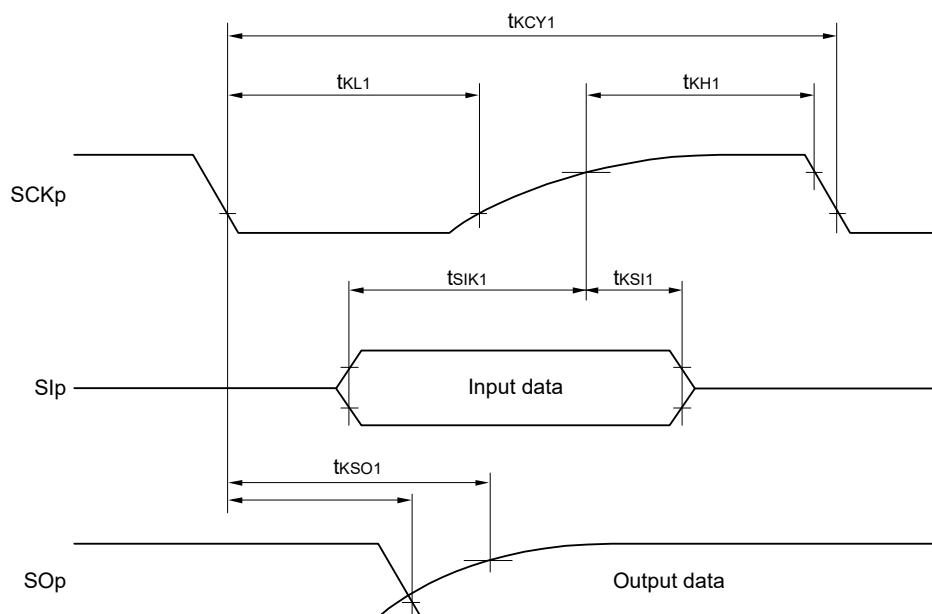 tKCY1
tKL1
tKH1
SCKp
tSIK1
tKSI1
SIp
Input data
tKSO1
SOp
Output data